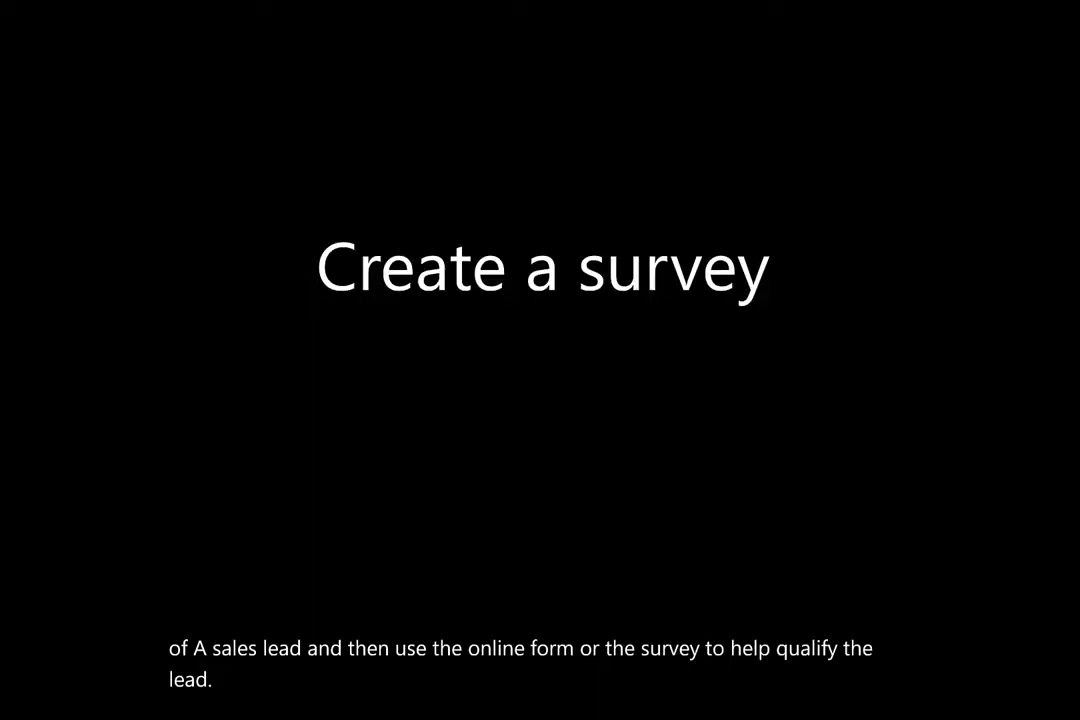 Create a survey
of A sales lead and then use the online form or the survey to help qualify the
lead.